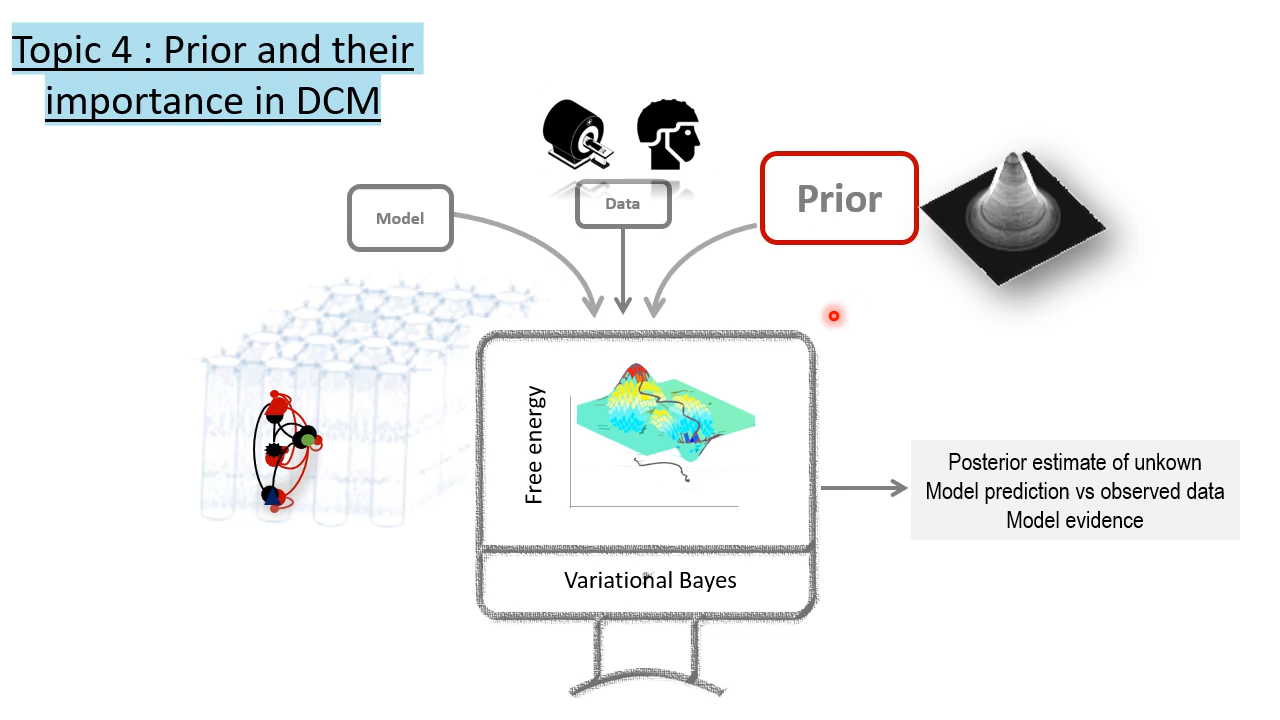 Topic 4 : Prior and their
importance in DCM
Model
Data
Prior
Free energy
Variational Bayes
Posterior estimate of unkown
Model prediction vs observed data
Model evidence